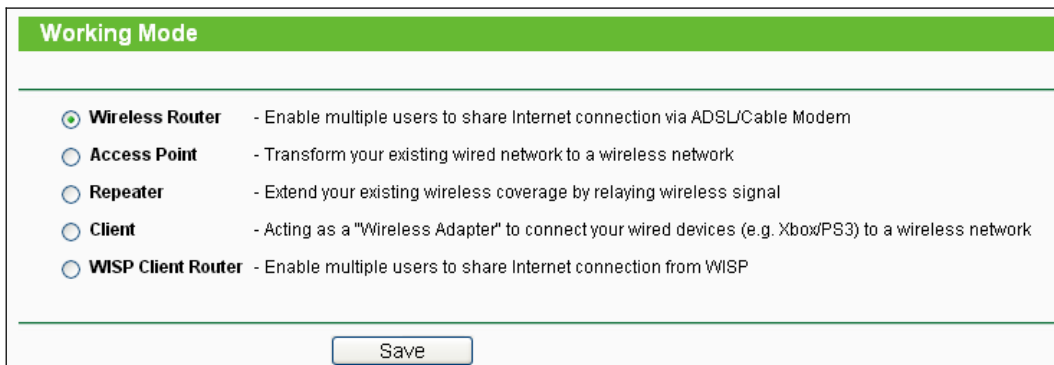 Working Mode
Wireless Router - Enable multiple users to share Internet connection via ADSL/Cable Modem
Access Point - Transform your existing wired network to a wireless network
Repeater - Extend your existing wireless coverage by relaying wireless signal
Client - Acting as a "Wireless Adapter" to connect your wired devices (e.g. Xbox/PS3) to a wireless network
WISP Client Router - Enable multiple users to share Internet connection from WISP
Save